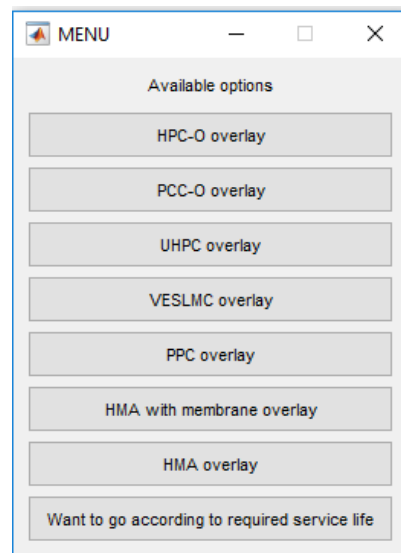 MENU
Available options
HPC-O overlay
PCC-O overlay
UHPC overlay
VESLMC overlay
PPC overlay
HMA with membrane overlay
HMA overlay
Want to go according to required service life